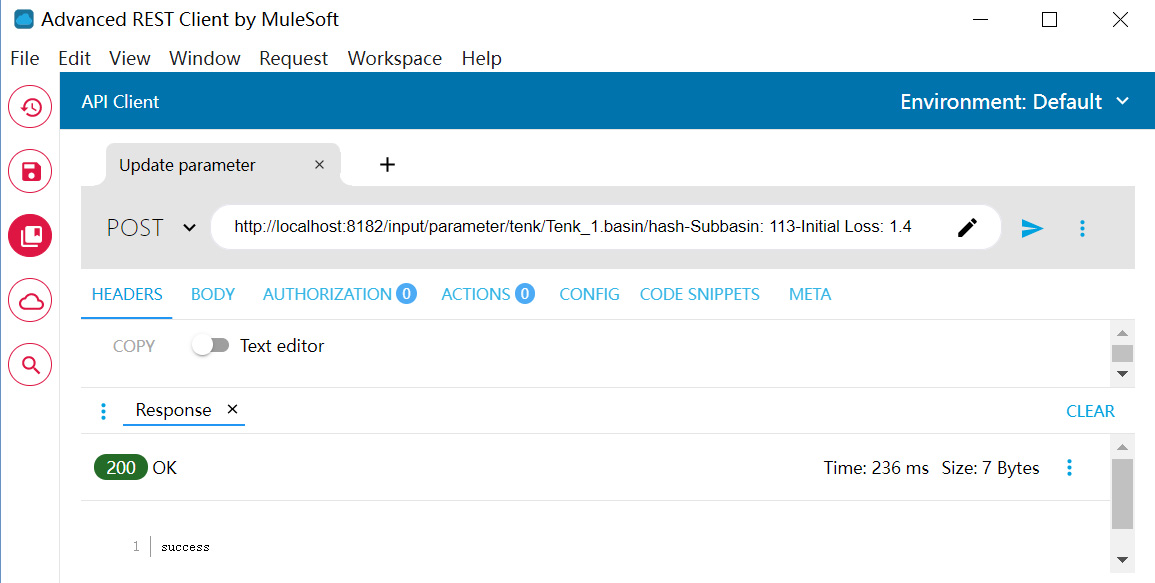 Advanced REST Client by MuleSoft
File Edit View Window Request Workspace Help
API Client
Environment: Default
Update parameter
POST
http://localhost:8182/input/parameter/tenk/Tenk_1.basin/hash-Subbasin: 113-Initial Loss: 1.4
HEADERS BODY AUTHORIZATION 0 ACTIONS 0 CONFIG CODE SNIPPETS META
COPY Text editor
Response
CLEAR
200 OK
Time: 236 ms Size: 7 Bytes
1 success